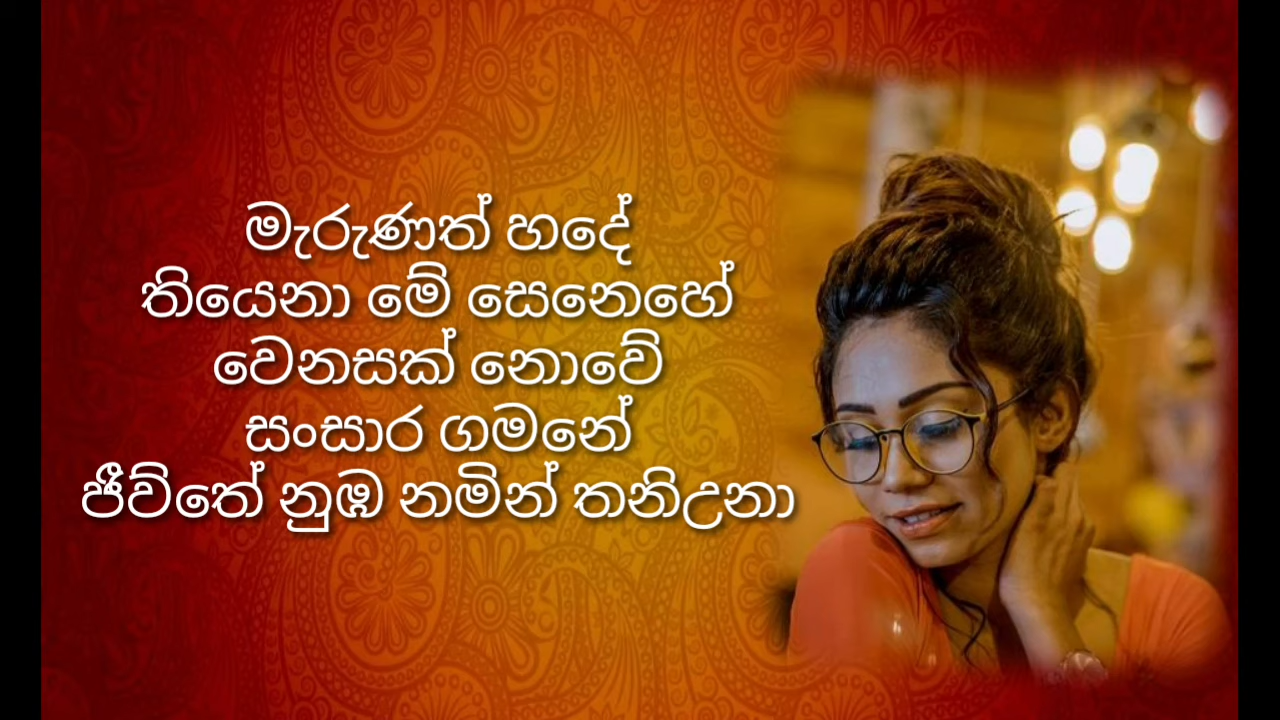 මැරුණත් හදේ
තියෙනා මේ සෙනෙහේ
වෙනසක් නොවේ
සංසාර ගමනේ
ජීව්තේ නුඹ නමින් තනිඋනා